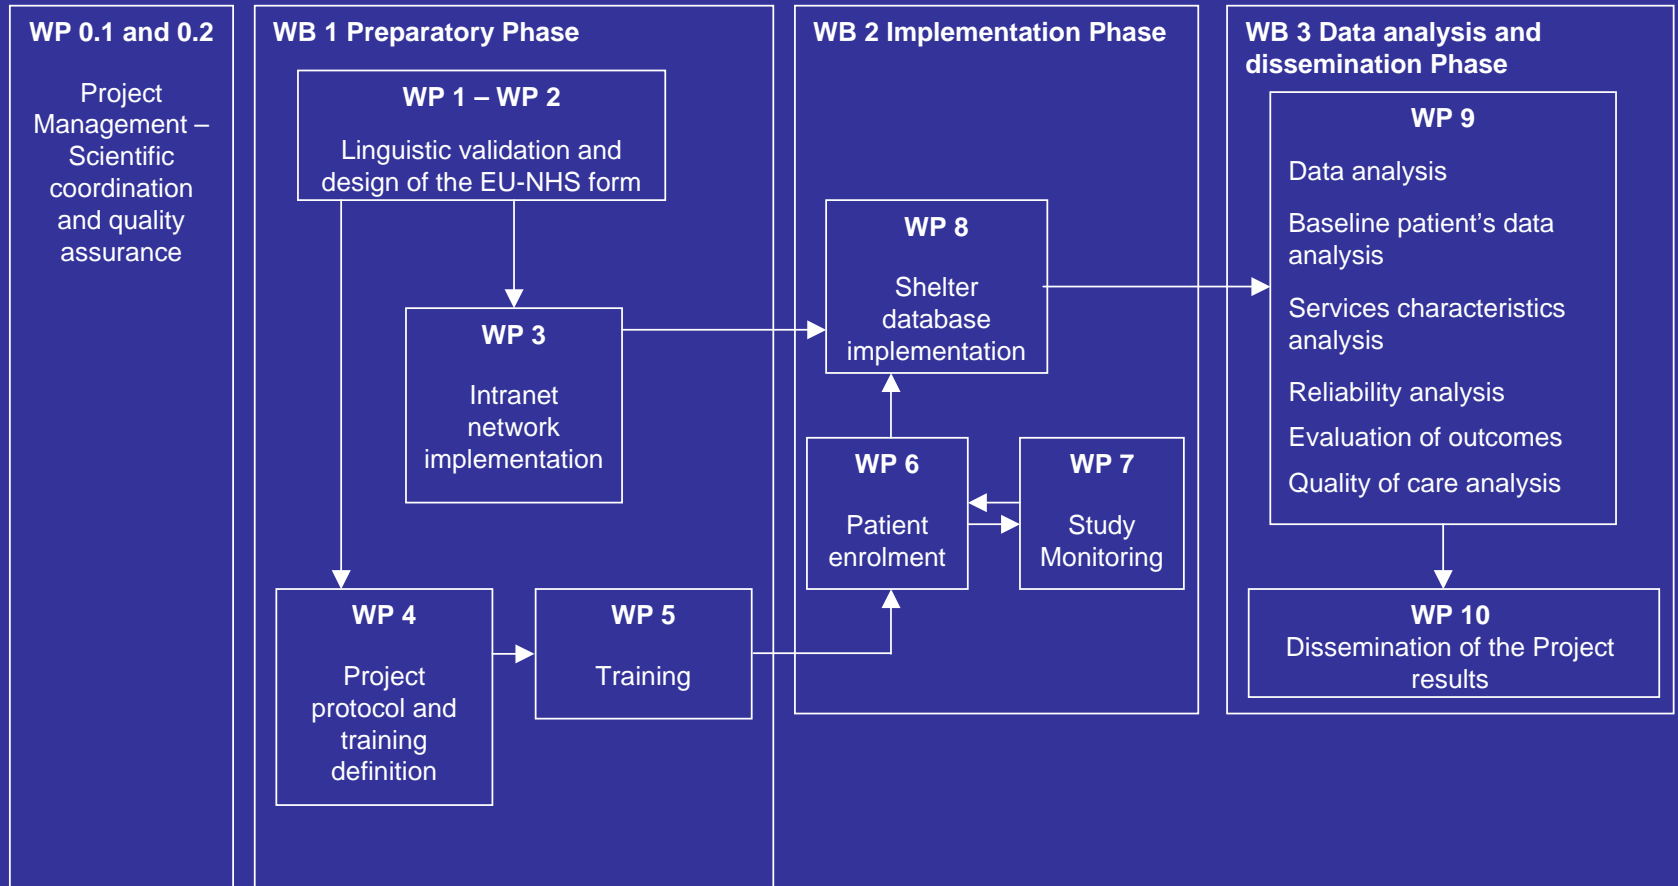 WP 0.1 and 0.2
Project
Management –
Scientific
coordination
and quality
assurance
WB 1 Preparatory Phase
WP 1 – WP 2
Linguistic validation and
design of the EU-NHS form
WP 3
Intranet
network
implementation
WP 4
Project
protocol and
training
definition
WP 5
Training
WB 2 Implementation Phase
WP 8
Shelter
database
implementation
WP 6
Patient
enrolment
WP 7
Study
Monitoring
WB 3 Data analysis and
dissemination Phase
WP 9
Data analysis
Baseline patient’s data
analysis
Services characteristics
analysis
Reliability analysis
Evaluation of outcomes
Quality of care analysis
WP 10
Dissemination of the Project
results